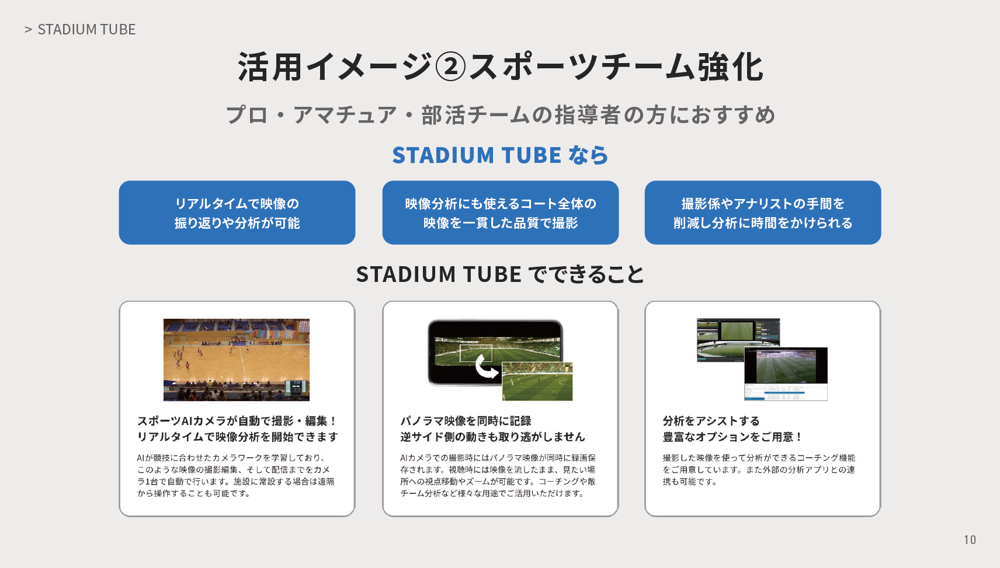 > STADIUM TUBE
活用イメージ②スポーツチーム強化
プロ・アマチュア・部活チームの指導者の方におすすめ
STADIUM TUBE なら
リアルタイムで映像の
振り返りや分析が可能
映像分析にも使えるコート全体の
映像を一貫した品質で撮影
撮影係やアナリストの手間を
削減し分析に時間をかけられる
STADIUM TUBE でできること
スポーツAIカメラが自動で撮影・編集！
リアルタイムで映像分析を開始できます
AIが競技に合わせたカメラワークを学習しており、
このような映像の撮影編集、そして配信までをカメ
ラ1台で自動で行います。施設に常設する場合は遠隔
から操作することも可能です。
パノラマ映像を同時に記録
逆サイド側の動きも取り逃がしません
AIカメラでの撮影時にはパノラマ映像が同時に録画保
存されます。視聴時には映像を流したまま、見たい場
所への視点移動やズームが可能です。コーチングや敵
チーム分析など様々な用途でご活用いただけます。
分析をアシストする
豊富なオプションをご用意！
撮影した映像を使って分析ができるコーチング機能
をご用意しています。また外部の分析アプリとの連
携も可能です。
10